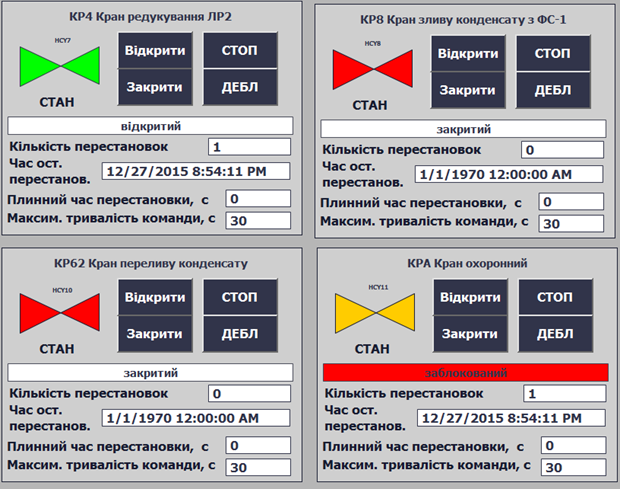 КР4 Кран редукування ЛР2
HCY7
Відкрити
СТОП
Закрити
ДЕБЛ
СТАН
відкритий
Кількість перестановок 1
Час ост.
перестанов. 12/27/2015 8:54:11 PM
Плинний час перестановки, с 0
Максим. тривалість команди, с 30
КР8 Кран зливу конденсату з ФС-1
HCY8
Відкрити
СТОП
Закрити
ДЕБЛ
СТАН
закритий
Кількість перестановок 0
Час ост.
перестанов. 1/1/1970 12:00:00 AM
Плинний час перестановки, с 0
Максим. тривалість команди, с 30
КР62 Кран переливу конденсату
HCY10
Відкрити
СТОП
Закрити
ДЕБЛ
СТАН
закритий
Кількість перестановок 0
Час ост.
перестанов. 1/1/1970 12:00:00 AM
Плинний час перестановки, с 0
Максим. тривалість команди, с 30
КРА Кран охоронний
HCY11
Відкрити
СТОП
Закрити
ДЕБЛ
СТАН
заблокований
Кількість перестановок 1
Час ост.
перестанов. 12/27/2015 8:54:11 PM
Плинний час перестановки, с 0
Максим. тривалість команди, с 30